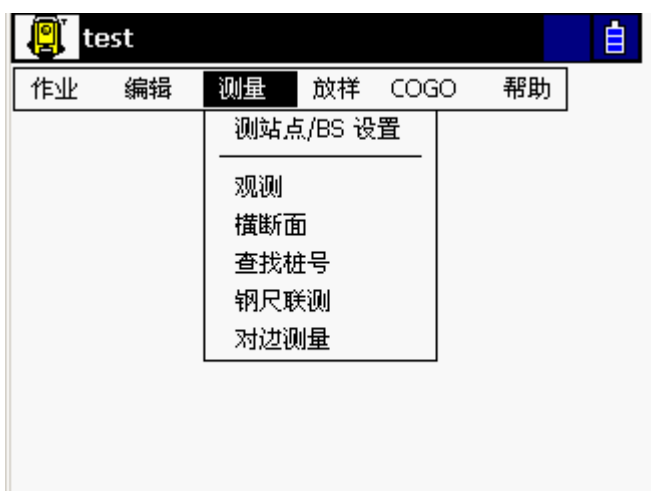 test
作业 编辑 测量 放样 COGO 帮助
测站点/BS 设置
观测
横断面
查找桩号
钢尺联测
对边测量